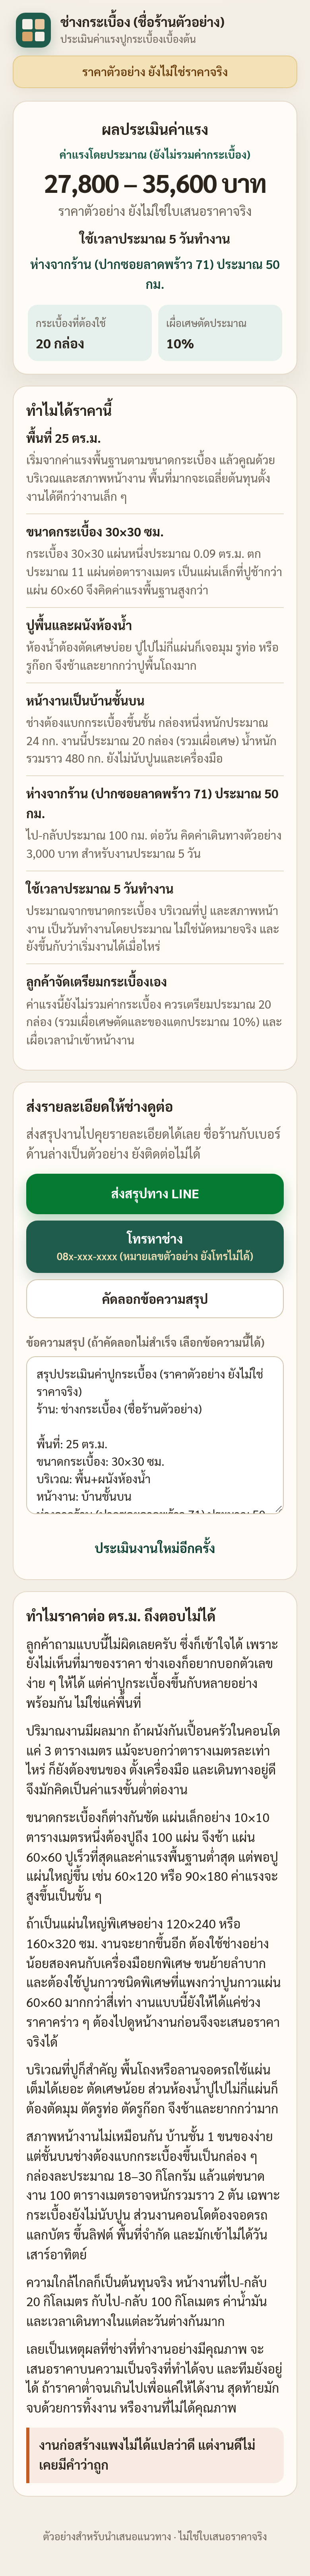 ช่างกระเบื้อง (ชื่อร้านตัวอย่าง)
ประเมินค่าแรงปูกระเบื้องเบื้องต้น
ราคาตัวอย่าง ยังไม่ใช่ราคาจริง
ผลประเมินค่าแรง
ค่าแรงโดยประมาณ (ยังไม่รวมค่ากระเบื้อง)
27,800 – 35,600 บาท
ราคาตัวอย่าง ยังไม่ใช่ใบเสนอราคาจริง
ใช้เวลาประมาณ 5 วันทำงาน
ห่างจากร้าน (ปากซอยลาดพร้าว 71) ประมาณ 50
กม.
กระเบื้องที่ต้องใช้
20 กล่อง
เผื่อเศษตัดประมาณ
10%
ทำไมได้ราคานี้
พื้นที่ 25 ตร.ม.
เริ่มจากค่าแรงพื้นฐานตามขนาดกระเบื้อง แล้วคูณด้วย
บริเวณและสภาพหน้างาน พื้นที่มากจะเฉลี่ยต้นทุนตั้ง
งานได้ดีกว่างานเล็ก ๆ
ขนาดกระเบื้อง 30×30 ซม.
กระเบื้อง 30×30 แผ่นหนึ่งประมาณ 0.09 ตร.ม. ตก
ประมาณ 11 แผ่นต่อตารางเมตร เป็นแผ่นเล็กที่ปูช้ากว่า
แผ่น 60×60 จึงคิดค่าแรงพื้นฐานสูงกว่า
ปูพื้นและผนังห้องน้ำ
ห้องน้ำต้องตัดเศษบ่อย ปูไปไม่กี่แผ่นก็เจอมุม รูท่อ หรือ
รูก๊อก จึงช้าและยากกว่าปูพื้นโถงมาก
หน้างานเป็นบ้านชั้นบน
ช่างต้องแบกกระเบื้องขึ้นชั้น กล่องหนึ่งหนักประมาณ
24 กก. งานนี้ประมาณ 20 กล่อง (รวมเผื่อเศษ) น้ำหนัก
รวมราว 480 กก. ยังไม่นับปูนและเครื่องมือ
ห่างจากร้าน (ปากซอยลาดพร้าว 71) ประมาณ 50
กม.
ไป-กลับประมาณ 100 กม. ต่อวัน คิดค่าเดินทางตัวอย่าง
3,000 บาท สำหรับงานประมาณ 5 วัน
ใช้เวลาประมาณ 5 วันทำงาน
ประมาณจากขนาดกระเบื้อง บริเวณที่ปู และสภาพหน้า
งาน เป็นวันทำงานโดยประมาณ ไม่ใช่นัดหมายจริง และ
ยังขึ้นกับว่าเริ่มงานได้เมื่อไหร่
ลูกค้าจัดเตรียมกระเบื้องเอง
ค่าแรงนี้ยังไม่รวมค่ากระเบื้อง ควรเตรียมประมาณ 20
กล่อง (รวมเผื่อเศษตัดและของแตกประมาณ 10%) และ
เผื่อเวลานำเข้าหน้างาน
ส่งรายละเอียดให้ช่างดูต่อ
ส่งสรุปงานไปคุยรายละเอียดได้เลย ชื่อร้านกับเบอร์
ด้านล่างเป็นตัวอย่าง ยังติดต่อไม่ได้
ส่งสรุปทาง LINE
โทรหาช่าง
08x-xxx-xxxx (หมายเลขตัวอย่าง ยังโทรไม่ได้)
คัดลอกข้อความสรุป
ข้อความสรุป (ถ้าคัดลอกไม่สำเร็จ เลือกข้อความนี้ได้)
สรุปประเมินค่าปูกระเบื้อง (ราคาตัวอย่าง ยังไม่ใช่
ราคาจริง)
ร้าน: ช่างกระเบื้อง (ชื่อร้านตัวอย่าง)
พื้นที่: 25 ตร.ม.
ขนาดกระเบื้อง: 30×30 ซม.
บริเวณ: พื้น+ผนังห้องน้ำ
หน้างาน: บ้านชั้นบน
ห่างจากร้าน (ปากซอยลาดพร้าว 71) ประมาณ 50
ประเมินงานใหม่อีกครั้ง
ทำไมราคาต่อ ตร.ม. ถึงตอบไม่ได้
ลูกค้าถามแบบนี้ไม่ผิดเลยครับ ซึ่งก็เข้าใจได้ เพราะ
ยังไม่เห็นที่มาของราคา ช่างเองก็อยากบอกตัวเลข
ง่าย ๆ ให้ได้ แต่ค่าปูกระเบื้องขึ้นกับหลายอย่าง
พร้อมกัน ไม่ใช่แค่พื้นที่
ปริมาณงานมีผลมาก ถ้าผนังกันเปื้อนครัวในคอนโด
แค่ 3 ตารางเมตร แม้จะบอกว่าตารางเมตรละเท่า
ไหร่ ก็ยังต้องขนของ ตั้งเครื่องมือ และเดินทางอยู่ดี
จึงมักคิดเป็นค่าแรงขั้นต่ำต่องาน
ขนาดกระเบื้องก็ต่างกันชัด แผ่นเล็กอย่าง 10×10
ตารางเมตรหนึ่งต้องปูถึง 100 แผ่น จึงช้า แผ่น
60×60 ปูเร็วที่สุดและค่าแรงพื้นฐานต่ำสุด แต่พอปู
แผ่นใหญ่ขึ้น เช่น 60×120 หรือ 90×180 ค่าแรงจะ
สูงขึ้นเป็นขั้น ๆ
ถ้าเป็นแผ่นใหญ่พิเศษอย่าง 120×240 หรือ
160×320 ซม. งานจะยากขึ้นอีก ต้องใช้ช่างอย่าง
น้อยสองคนกับเครื่องมือยกพิเศษ ขนย้ายลำบาก
และต้องใช้ปูนกาวชนิดพิเศษที่แพงกว่าปูนกาวแผ่น
60×60 มากกว่าสี่เท่า งานแบบนี้ยังให้ได้แค่ช่วง
ราคาคร่าว ๆ ต้องไปดูหน้างานก่อนจึงจะเสนอราคา
จริงได้
บริเวณที่ปูก็สำคัญ พื้นโถงหรือลานจอดรถใช้แผ่น
เต็มได้เยอะ ตัดเศษน้อย ส่วนห้องน้ำปูไปไม่กี่แผ่นก็
ต้องตัดมุม ตัดรูท่อ ตัดรูก๊อก จึงช้าและยากกว่ามาก
สภาพหน้างานไม่เหมือนกัน บ้านชั้น 1 ขนของง่าย
แต่ชั้นบนช่างต้องแบกกระเบื้องขึ้นเป็นกล่อง ๆ
กล่องละประมาณ 18–30 กิโลกรัม แล้วแต่ขนาด
งาน 100 ตารางเมตรอาจหนักรวมราว 2 ตัน เฉพาะ
กระเบื้องยังไม่นับปูน ส่วนงานคอนโดต้องจอดรถ
แลกบัตร ขึ้นลิฟต์ พื้นที่จำกัด และมักเข้าไม่ได้วัน
เสาร์อาทิตย์
ความใกล้ไกลก็เป็นต้นทุนจริง หน้างานที่ไป-กลับ
20 กิโลเมตร กับไป-กลับ 100 กิโลเมตร ค่าน้ำมัน
และเวลาเดินทางในแต่ละวันต่างกันมาก
เลยเป็นเหตุผลที่ช่างที่ทำงานอย่างมีคุณภาพ จะ
เสนอราคาบนความเป็นจริงที่ทำได้จบ และทีมยังอยู่
ได้ ถ้าราคาต่ำจนเกินไปเพื่อแค่ให้ได้งาน สุดท้ายมัก
จบด้วยการทิ้งงาน หรืองานที่ไม่ได้คุณภาพ
งานก่อสร้างแพงไม่ได้แปลว่าดี แต่งานดีไม่
เคยมีคำว่าถูก
ตัวอย่างสำหรับนำเสนอแนวทาง · ไม่ใช่ใบเสนอราคาจริง